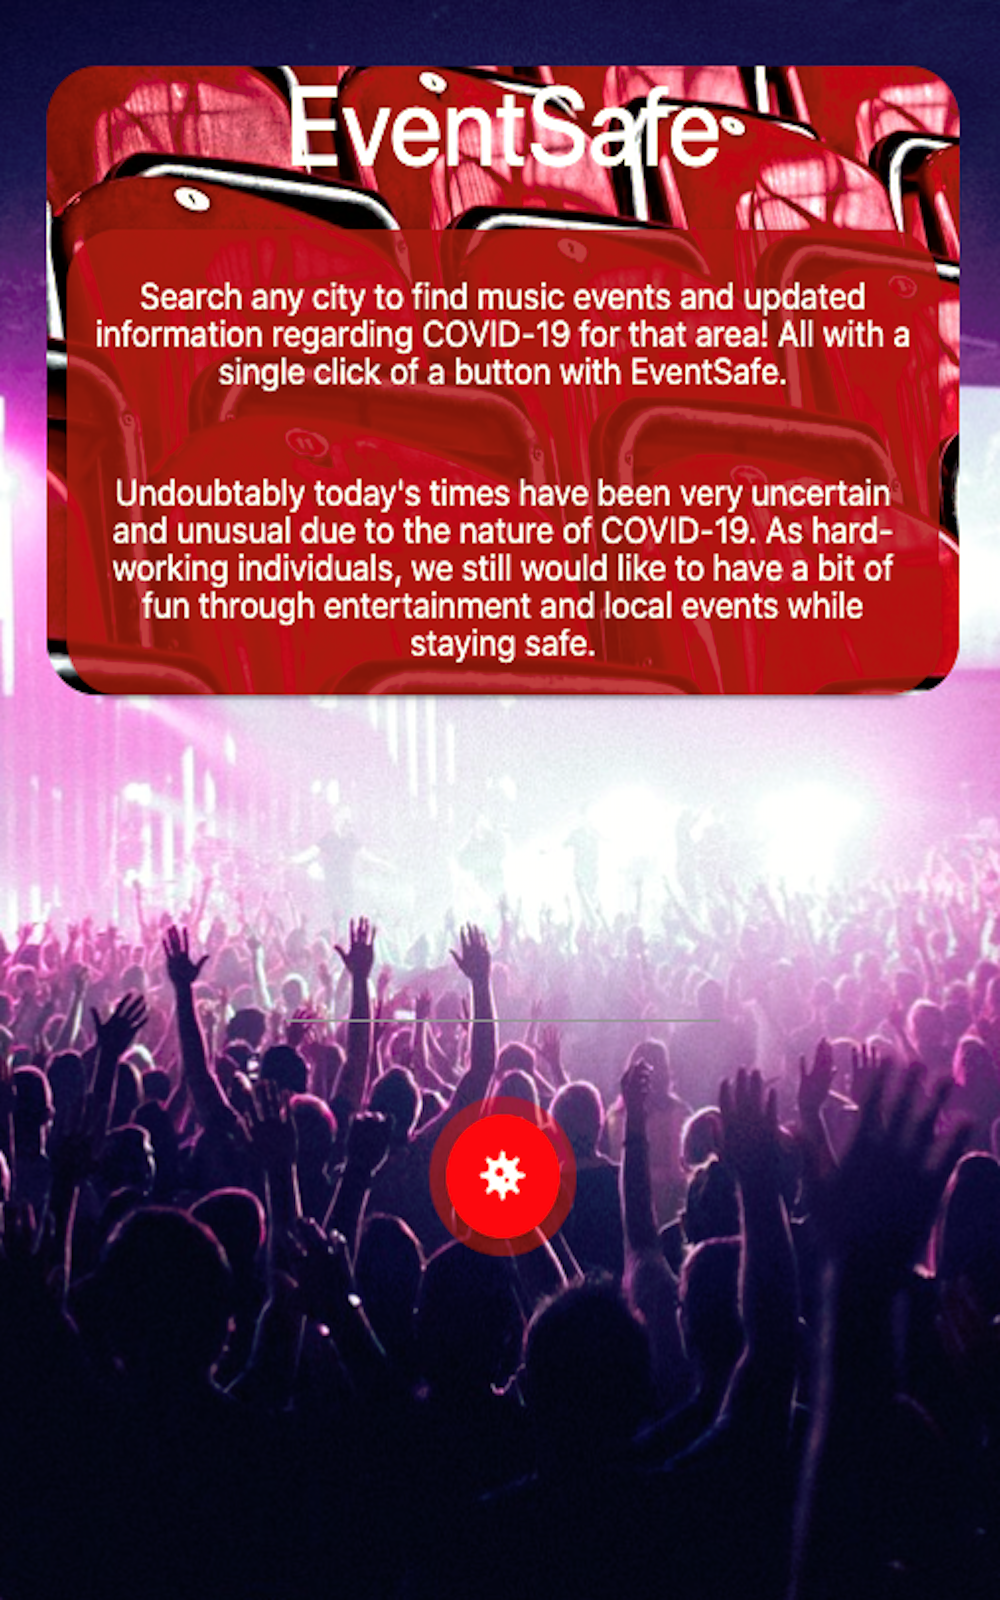 EventSafe
Search any city to find music events and updated
information regarding COVID-19 for that area! All with a
single click of a button with EventSafe.
Undoubtably today's times have been very uncertain
and unusual due to the nature of COVID-19. As hard-
working individuals, we still would like to have a bit of
fun through entertainment and local events while
staying safe.